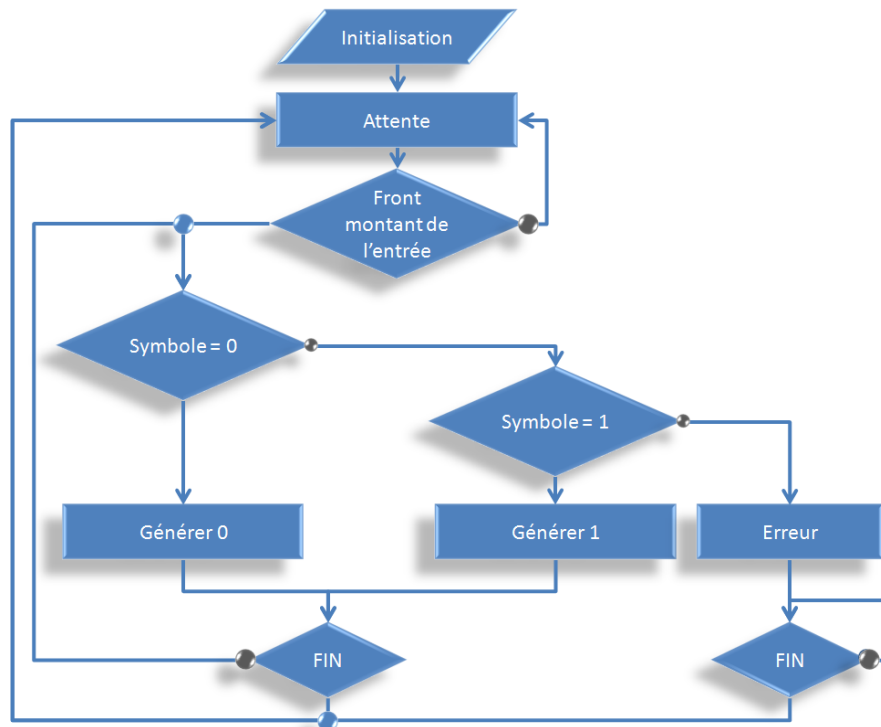 Initialisation
Attente
Front
montant de
l'entrée
Symbole = 0
Symbole = 1
Générer 0
Générer 1
Erreur
FIN
FIN